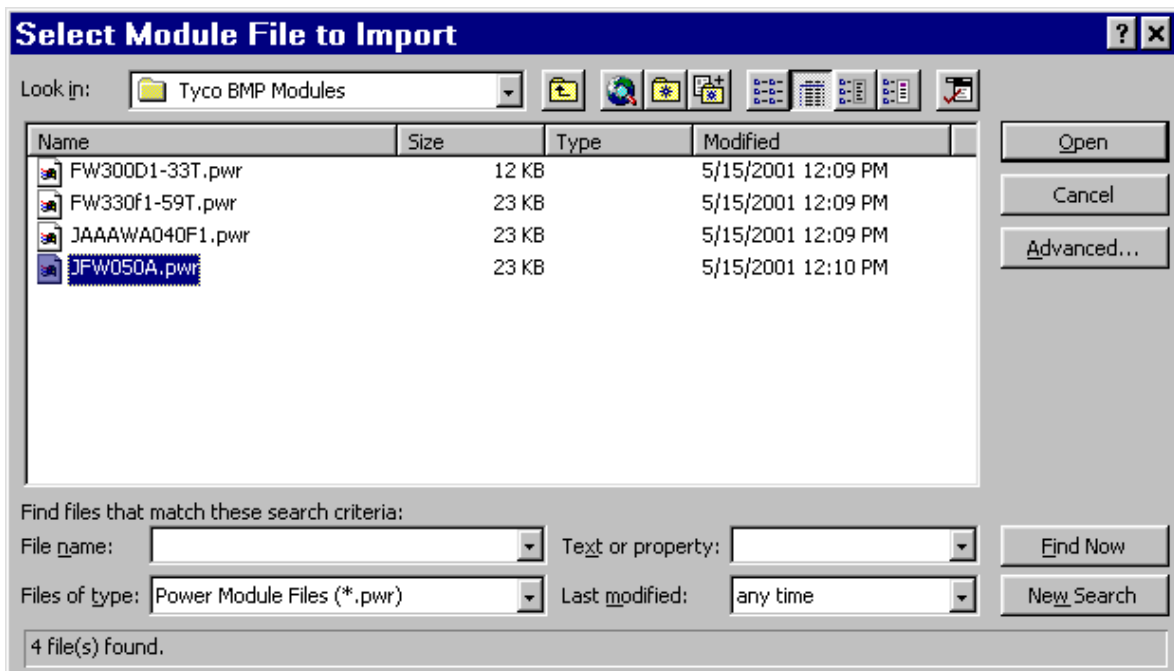 Select Module File to Import
Look in: Tyco BMP Modules
Name Size Type Modified
FW300D1-33T.pwr 12 KB 5/15/2001 12:09 PM
FW330f1-59T.pwr 23 KB 5/15/2001 12:09 PM
JAAAWA040F1.pwr 23 KB 5/15/2001 12:09 PM
JFW050A.pwr 23 KB 5/15/2001 12:10 PM
Open
Cancel
Advanced...
Find files that match these search criteria:
File name: Text or property: Find Now
Files of type: Power Module Files (*.pwr) Last modified: any time New Search
4 file(s) found.